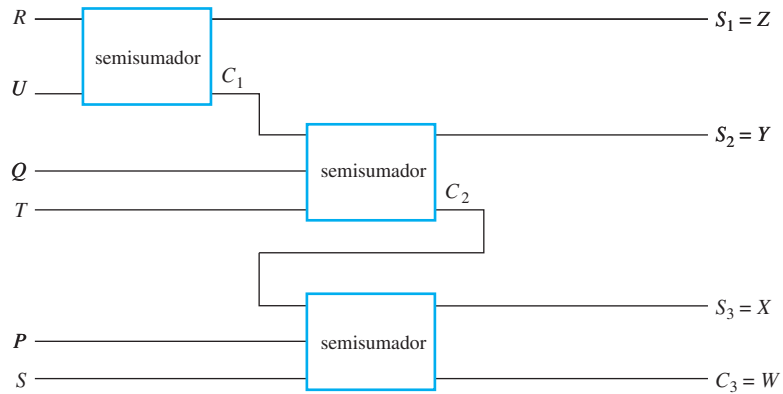 R
S₁ = Z
semisumador
U
C₁
S₂ = Y
Q
semisumador
C₂
T
S₃ = X
P
semisumador
S
C₃ = W